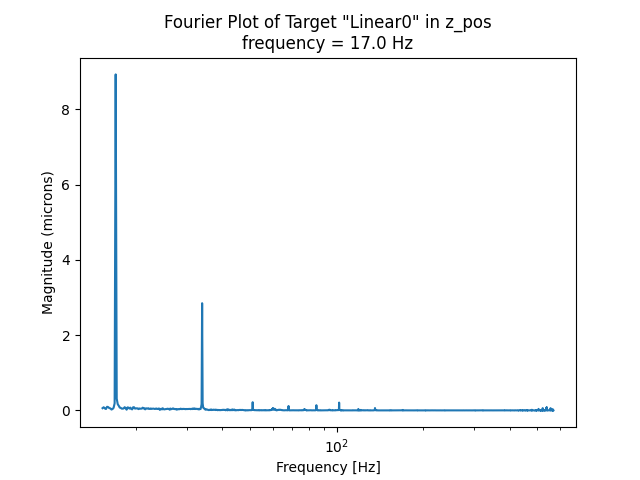 Fourier Plot of Target "Linear0" in z_pos
frequency = 17.0 Hz
8
6
4
2
0
Magnitude (microns)
10²
Frequency [Hz]